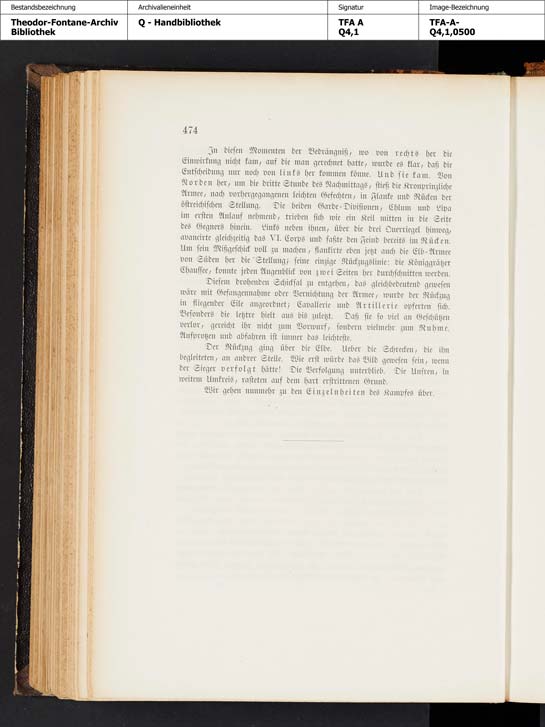 Bestandsbezeichnung
Theodor-Fontane-Archiv
Bibliothek
Archivalieneinheit
Q - Handbibliothek
Signatur
TFA A
Q4,1
Image-Bezeichnung
TFA-A-
Q4,1,0500
474
In diesen Momenten der Bedrängniß, wo von rechts her die
Einwirkung nicht kam, auf die man gerechnet hatte, wurde es klar, daß die
Entscheidung nur noch von links her kommen könne. Und sie kam. Von
Norden her, um die dritte Stunde des Nachmittags, stieß die Kronprinzliche
Armee, nach vorhergegangenen leichten Gefechten, in Flanke und Rücken der
östreichischen Stellung. Die beiden Garde-Divisionen, Chlum und Lipa
im ersten Anlauf nehmend, trieben sich wie ein Keil mitten in die Seite
des Gegners hinein. Links neben ihnen, über die drei Querriegel hinweg,
avancirte gleichzeitig das VI. Corps und faßte den Feind bereits im Rücken.
Um sein Mißgeschick voll zu machen, flankirte eben jetzt auch die Elb-Armee
von Süden her die Stellung; seine einzige Rückzugslinie: die Königgrätzer
Chaussee, konnte jeden Augenblick von zwei Seiten her durchschnitten werden.
Diesem drohenden Schicksal zu entgehen, das gleichbedeutend gewesen
wäre mit Gefangennahme oder Vernichtung der Armee, wurde der Rückzug
in fliegender Eile angeordnet; Cavallerie und Artillerie opferten sich.
Besonders die letztre hielt aus bis zuletzt. Daß sie so viel an Geschützen
verlor, gereicht ihr nicht zum Vorwurf, sondern vielmehr zum Ruhme.
Aufprotzen und abfahren ist immer das leichteste.
Der Rückzug ging über die Elbe. Ueber die Schrecken, die ihn
begleiteten, an andrer Stelle. Wie erst würde das Bild gewesen sein, wenn
der Sieger verfolgt hätte! Die Verfolgung unterblieb. Die Unsren, in
weitem Umkreis, rasteten auf dem hart erstrittenen Grund.
Wir gehen nunmehr zu den Einzelnheiten des Kampfes über.